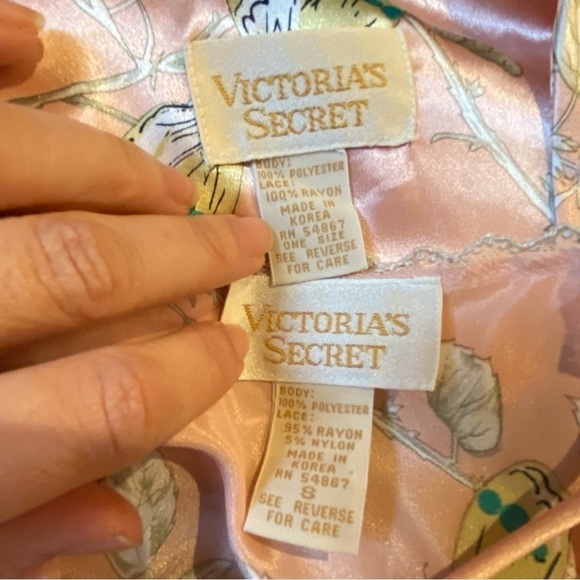 VICTORIA'S
SECRET
BODY:
100% POLYESTER
LACE:
100% RAYON
MADE IN
KOREA
RN 54867
ONE SIZE
SEE REVERSE
FOR CARE
VICTORIA'S
SECRET
BODY:
100% POLYESTER
LACE:
95% RAYON
5% NYLON
MADE IN
KOREA
RN 54867
S
SEE REVERSE
FOR CARE